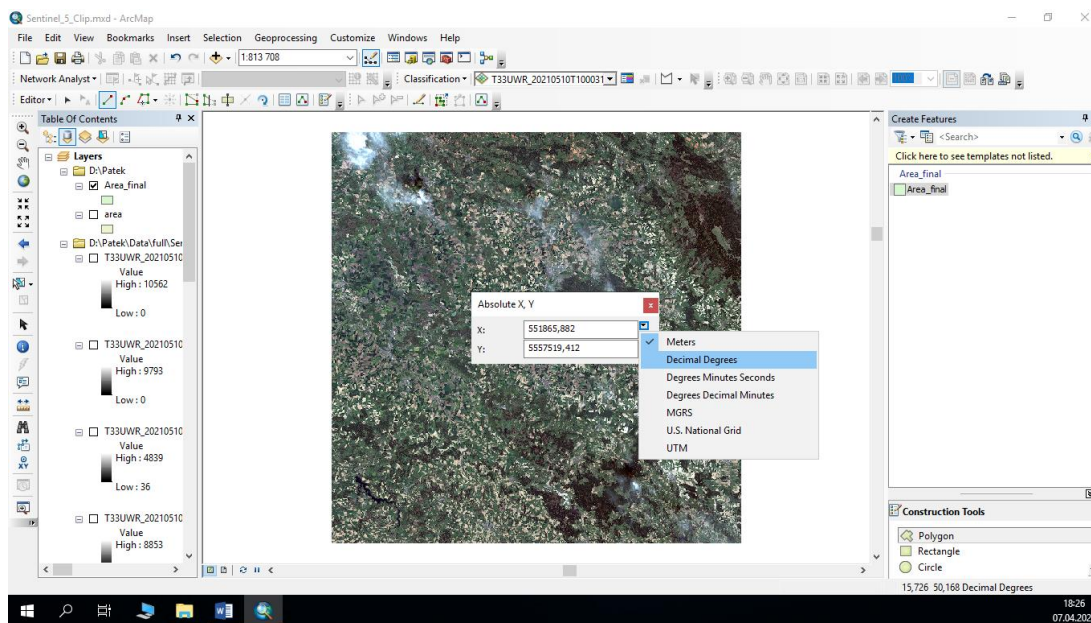 Sentinel_5_Clip.mxd - ArcMap
File Edit View Bookmarks Insert Selection Geoprocessing Customize Windows Help
1:813 708
Network Analyst Classification T33UWR_20210510T100031
Editor
Table Of Contents
Layers
D:\Patek
Area_final
area
D:\Patek\Data\full\Ser
T33UWR_20210510
Value
High : 10562
Low : 0
T33UWR_20210510
Value
High : 9793
Low : 0
T33UWR_20210510
Value
High : 4839
Low : 36
T33UWR_20210510
Value
High : 8853
Absolute X, Y
X: 551865,882
Y: 5557519,412
Meters
Decimal Degrees
Degrees Minutes Seconds
Degrees Decimal Minutes
MGRS
U.S. National Grid
UTM
Create Features
<Search>
Click here to see templates not listed.
Area_final
Area_final
Construction Tools
Polygon
Rectangle
Circle
15,726 50,168 Decimal Degrees
18:26
07.04.202